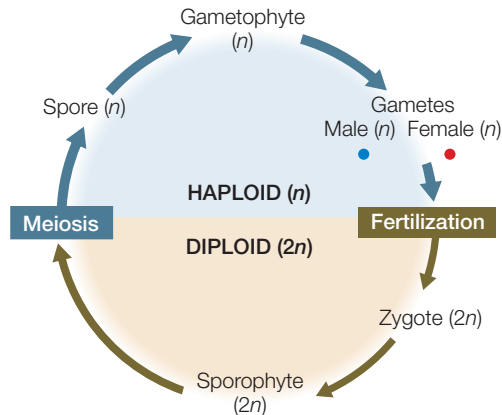 Gametophyte
(n)
Spore (n)
Gametes
Male (n) Female (n)
HAPLOID (n)
Meiosis
Fertilization
DIPLOID (2n)
Zygote (2n)
Sporophyte
(2n)